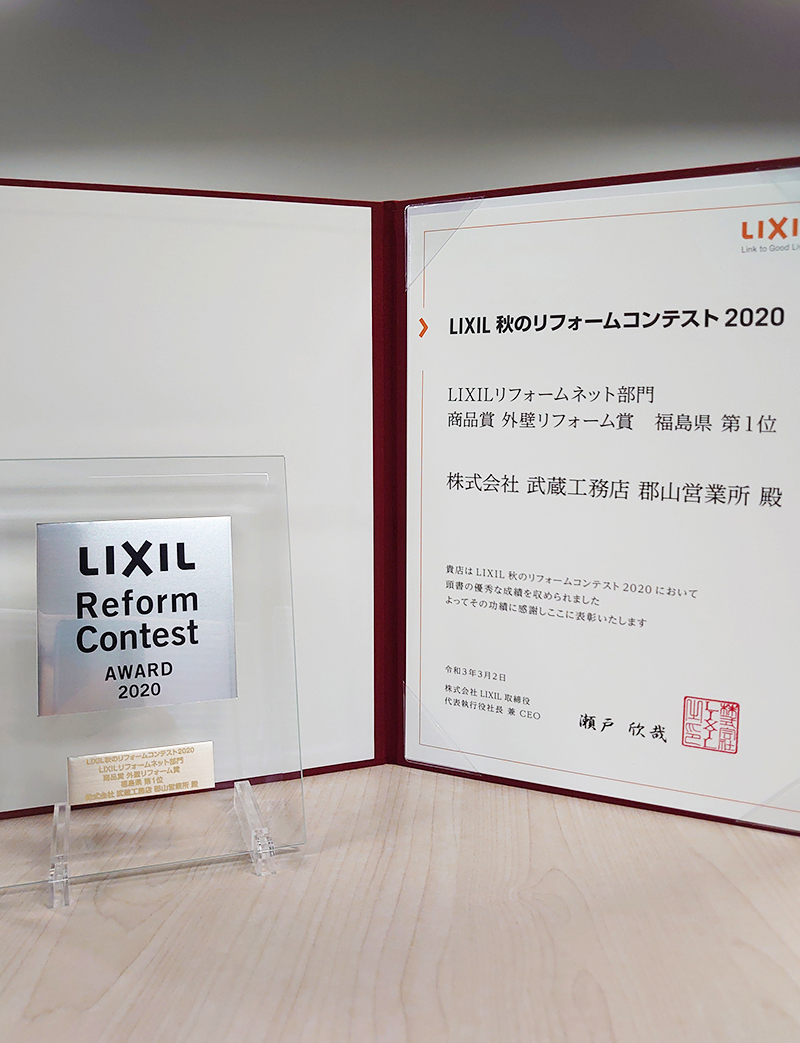 LIXIL
Reform
Contest
AWARD
2020
LIXIL秋のリフォームコンテスト2020
LIXILリフォームネット部門
商品賞 外壁リフォーム賞
福島県 第1位
株式会社 武蔵工務店 郡山営業所 殿
LIXI
Link to Good Li
LIXIL 秋のリフォームコンテスト 2020
LIXILリフォームネット部門
商品賞 外壁リフォーム賞 福島県 第1位
株式会社 武蔵工務店 郡山営業所 殿
貴店はLIXIL 秋のリフォームコンテスト2020において
頭書の優秀な成績を収められました
よってその功績に感謝しここに表彰いたします
令和3年3月2日
株式会社 LIXIL 取締役
代表執行役社長 兼 CEO
瀬戸 欣哉